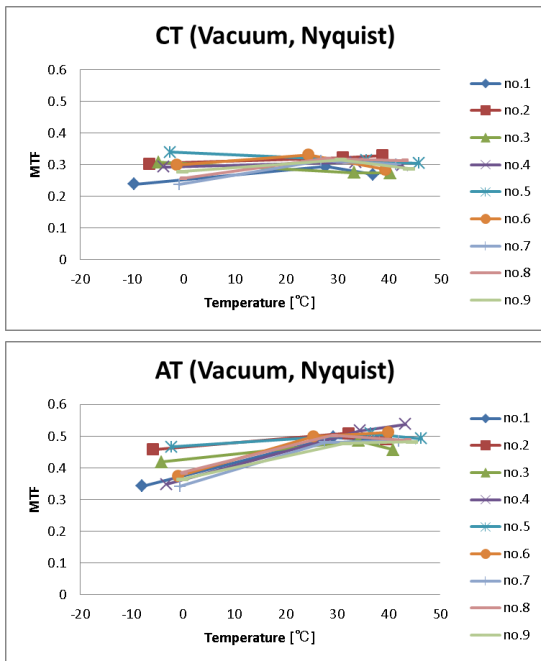 CT (Vacuum, Nyquist)
0.6
0.5
0.4
0.3
0.2
0.1
0
MTF
-20 -10 0 10 20 30 40 50
Temperature [℃]
no.1
no.2
no.3
no.4
no.5
no.6
no.7
no.8
no.9
AT (Vacuum, Nyquist)
0.6
0.5
0.4
0.3
0.2
0.1
0
MTF
-20 -10 0 10 20 30 40 50
Temperature [℃]
no.1
no.2
no.3
no.4
no.5
no.6
no.7
no.8
no.9